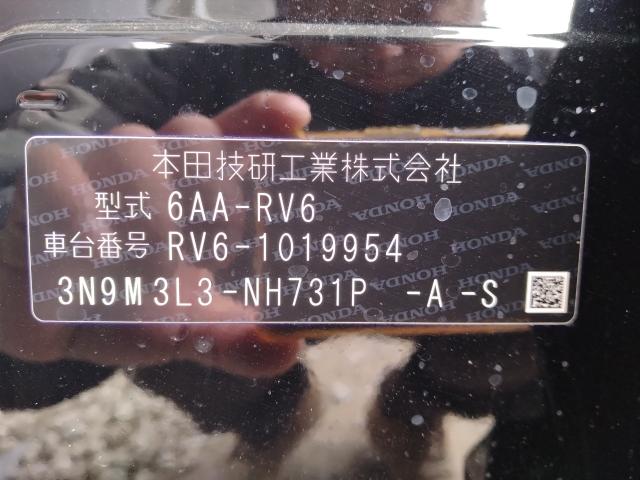 本田技研工業株式会社
型式 6AA-RV6
車台番号 RV6-1019954
3N9M3L3-NH731P -A-S